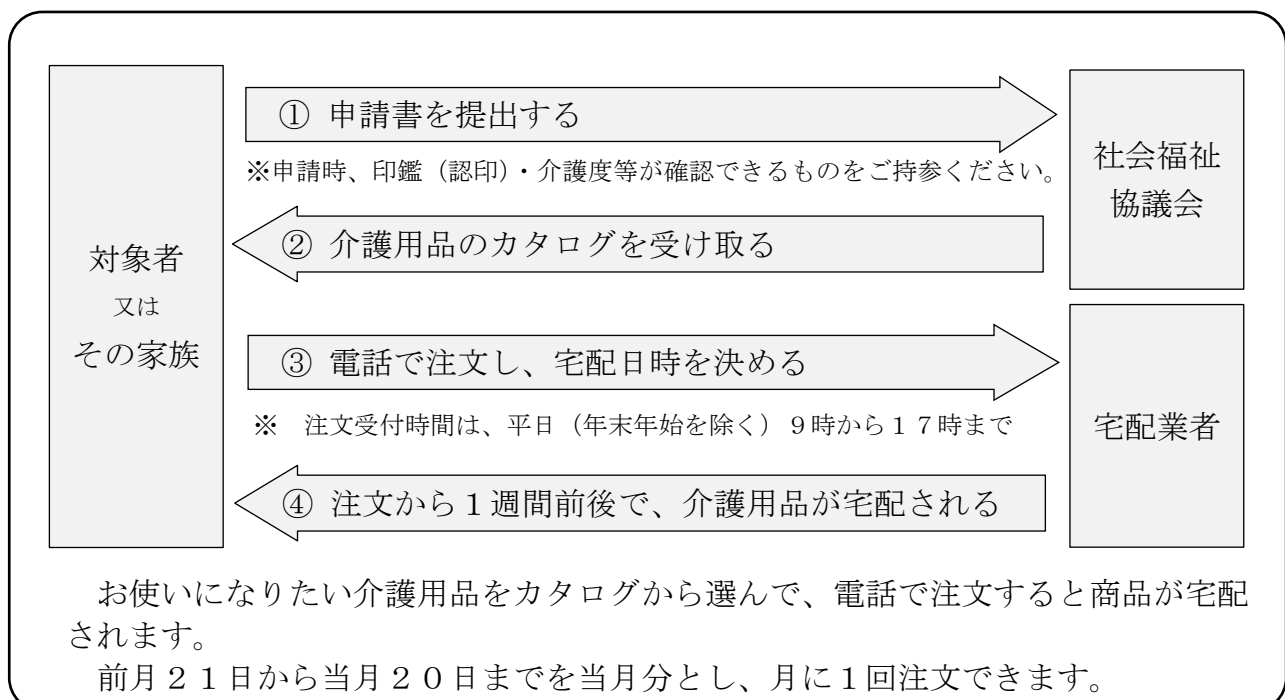 対象者
又は
その家族
① 申請書を提出する
※申請時、印鑑（認印）・介護度等が確認できるものをご持参ください。
② 介護用品のカタログを受け取る
社会福祉
協議会
③ 電話で注文し、宅配日時を決める
※　注文受付時間は、平日（年末年始を除く）９時から１７時まで
④ 注文から１週間前後で、介護用品が宅配される
宅配業者
　お使いになりたい介護用品をカタログから選んで、電話で注文すると商品が宅配
されます。
　前月２１日から当月２０日までを当月分とし、月に１回注文できます。